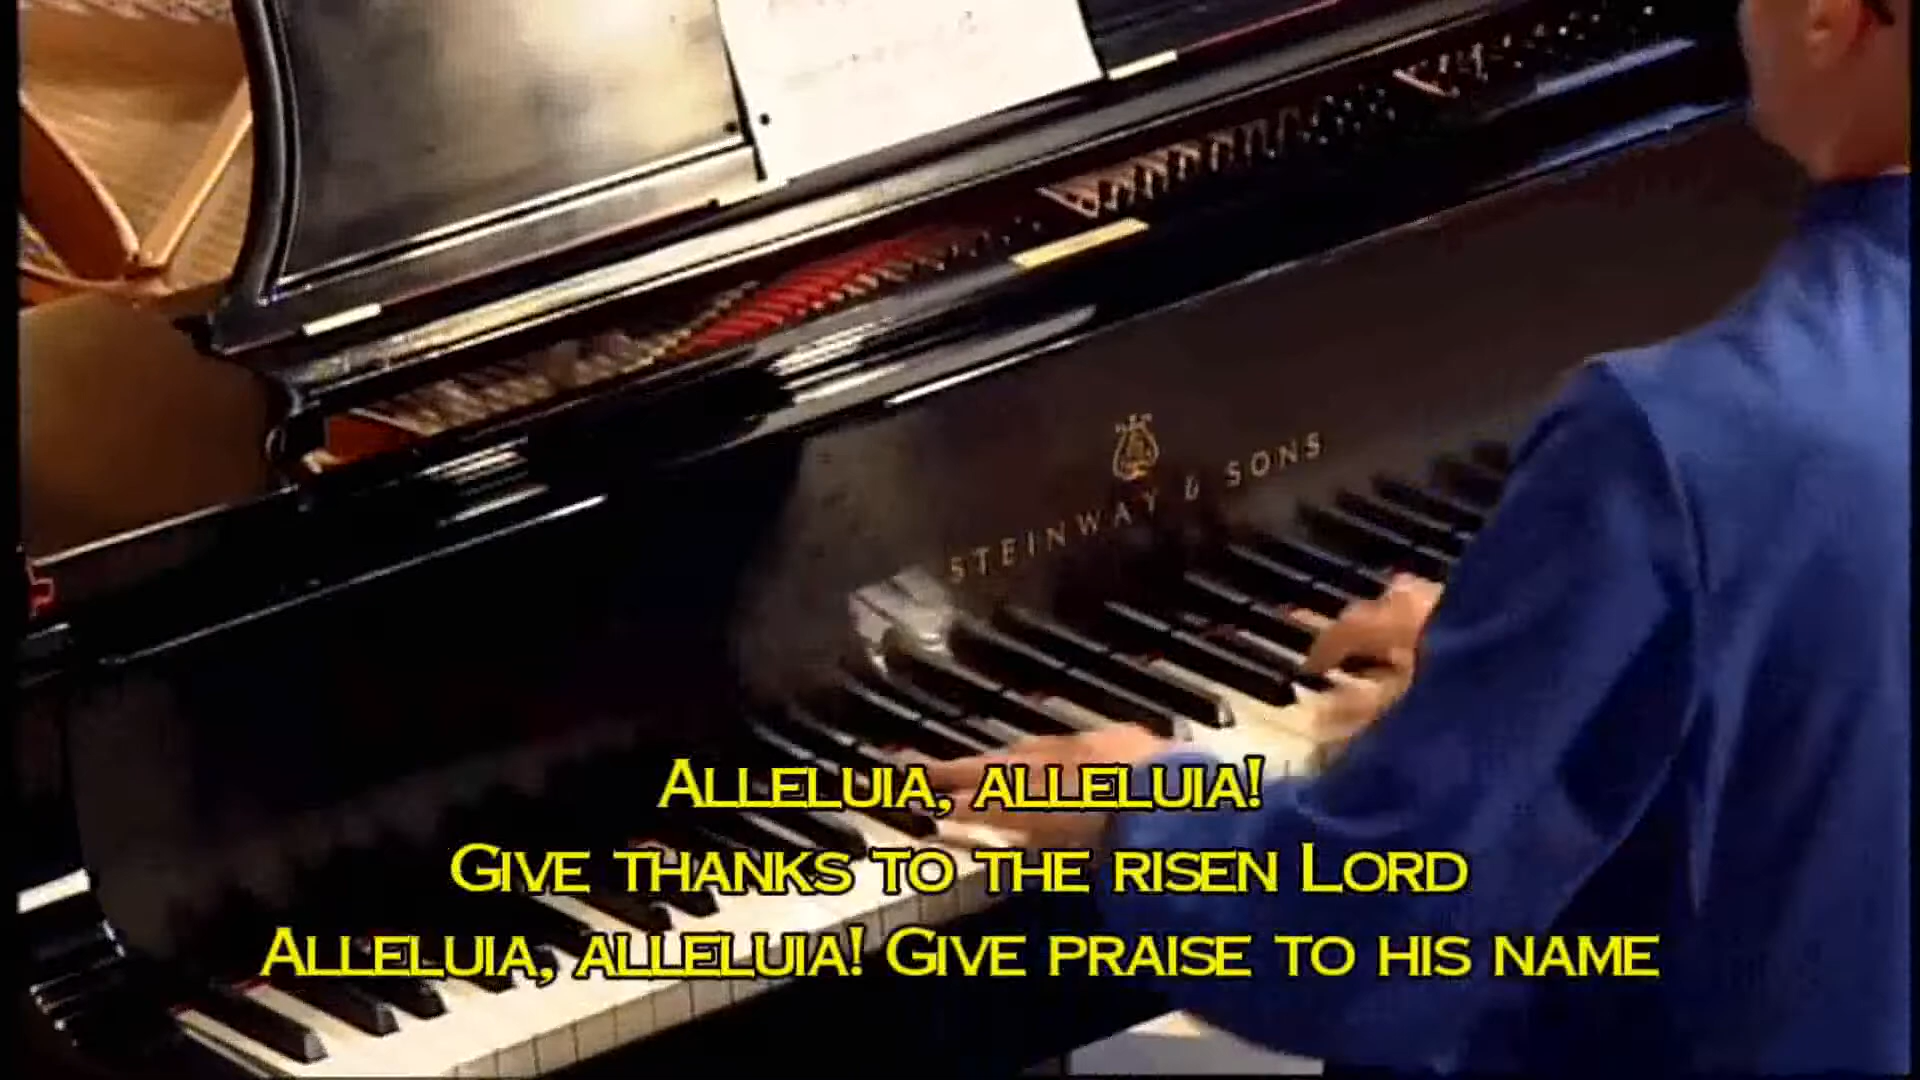 STEINWAY & SONS
ALLELUIA, ALLELUIA!
GIVE THANKS TO THE RISEN LORD
ALLELUIA, ALLELUIA! GIVE PRAISE TO HIS NAME